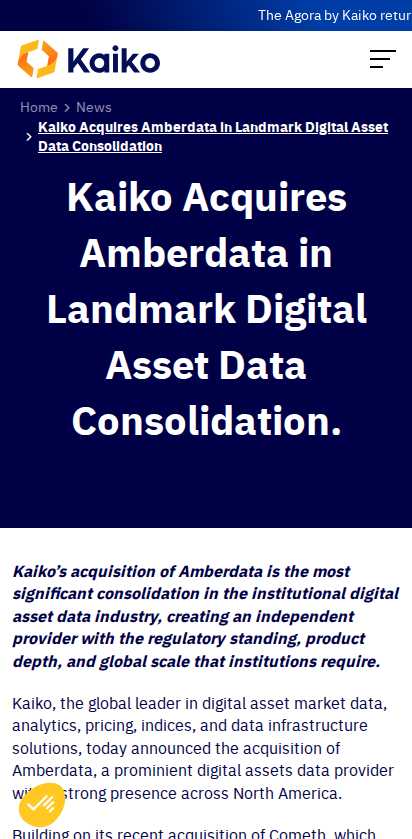 The Agora by Kaiko retur
Kaiko
Home > News
> Kaiko Acquires Amberdata in Landmark Digital Asset
Data Consolidation
Kaiko Acquires
Amberdata in
Landmark Digital
Asset Data
Consolidation.
Kaiko’s acquisition of Amberdata is the most
significant consolidation in the institutional digital
asset data industry, creating an independent
provider with the regulatory standing, product
depth, and global scale that institutions require.
Kaiko, the global leader in digital asset market data,
analytics, pricing, indices, and data infrastructure
solutions, today announced the acquisition of
Amberdata, a prominient digital assets data provider
strong presence across North America.
Building on its recent acquisition of Cometh, which